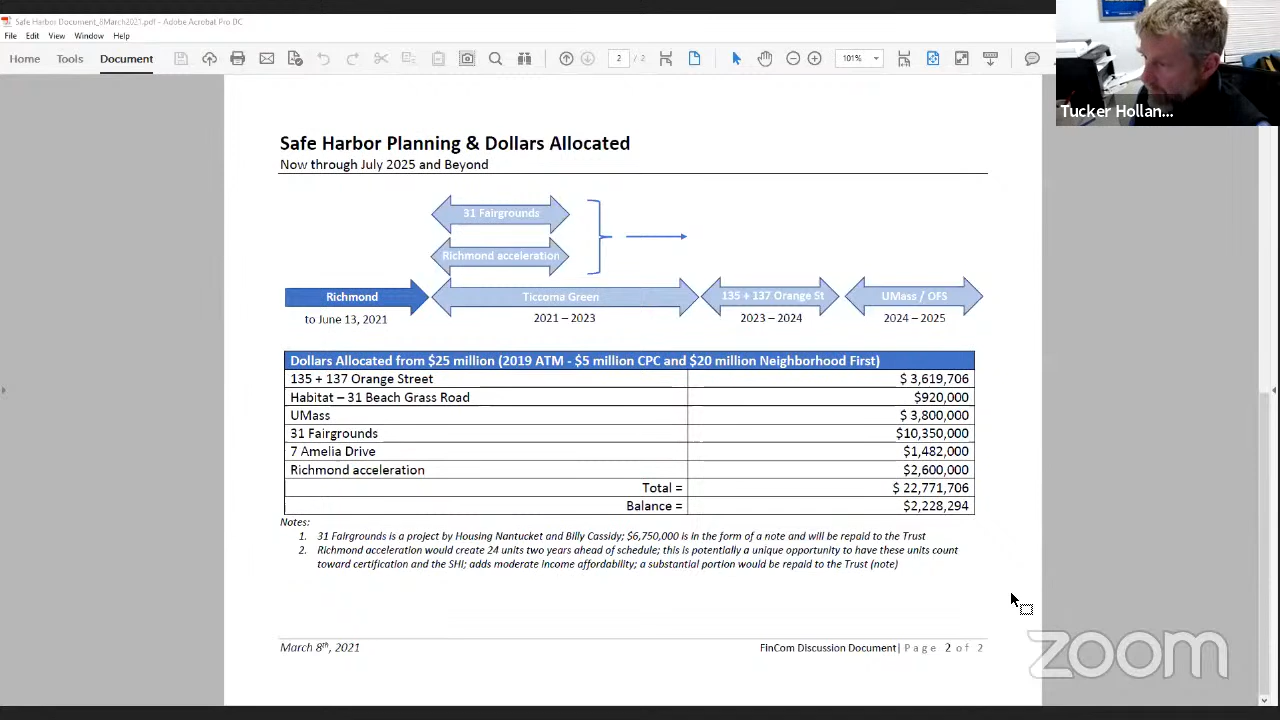 Safe Harbor Document_8March2021.pdf - Adobe Acrobat Pro DC
File Edit View Window Help
Home Tools Document 2 / 2 101%
Tucker Hollan...
Safe Harbor Planning & Dollars Allocated
Now through July 2025 and Beyond
31 Fairgrounds
Richmond acceleration
Richmond Ticcoma Green 135 + 137 Orange St UMass / OFS
to June 13, 2021 2021 – 2023 2023 – 2024 2024 – 2025
Dollars Allocated from $25 million (2019 ATM - $5 million CPC and $20 million Neighborhood First)
135 + 137 Orange Street $ 3,619,706
Habitat – 31 Beach Grass Road $920,000
UMass $ 3,800,000
31 Fairgrounds $10,350,000
7 Amelia Drive $1,482,000
Richmond acceleration $2,600,000
Total = $ 22,771,706
Balance = $2,228,294
Notes:
1. 31 Fairgrounds is a project by Housing Nantucket and Billy Cassidy; $6,750,000 is in the form of a note and will be repaid to the Trust
2. Richmond acceleration would create 24 units two years ahead of schedule; this is potentially a unique opportunity to have these units count
toward certification and the SHI; adds moderate income affordability; a substantial portion would be repaid to the Trust (note)
March 8th, 2021 FinCom Discussion Document| Page 2 of 2
zoom